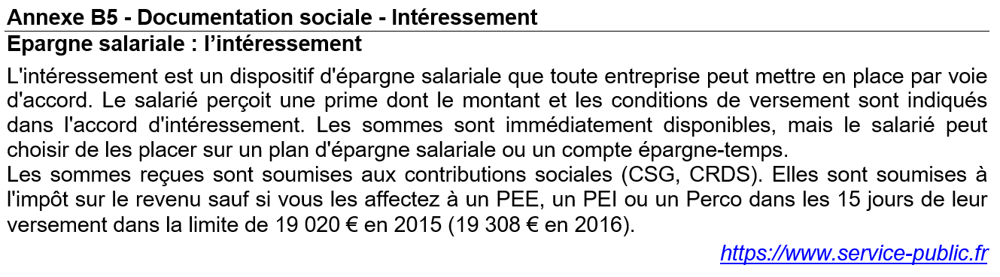 Annexe B5 - Documentation sociale - Intéressement
Epargne salariale : l’intéressement
L'intéressement est un dispositif d'épargne salariale que toute entreprise peut mettre en place par voie
d'accord. Le salarié perçoit une prime dont le montant et les conditions de versement sont indiqués
dans l'accord d'intéressement. Les sommes sont immédiatement disponibles, mais le salarié peut
choisir de les placer sur un plan d'épargne salariale ou un compte épargne-temps.
Les sommes reçues sont soumises aux contributions sociales (CSG, CRDS). Elles sont soumises à
l'impôt sur le revenu sauf si vous les affectez à un PEE, un PEI ou un Perco dans les 15 jours de leur
versement dans la limite de 19 020 € en 2015 (19 308 € en 2016).
https://www.service-public.fr